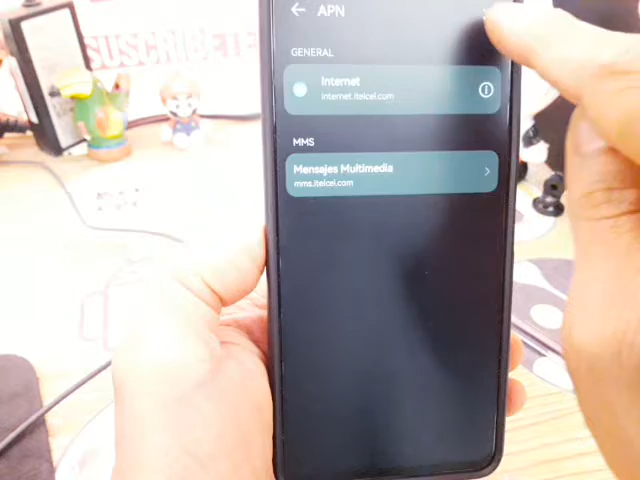 SUSCRIBETE
APN
GENERAL
Internet
internet.itelcel.com
MMS
Mensajes Multimedia
mms.itelcel.com